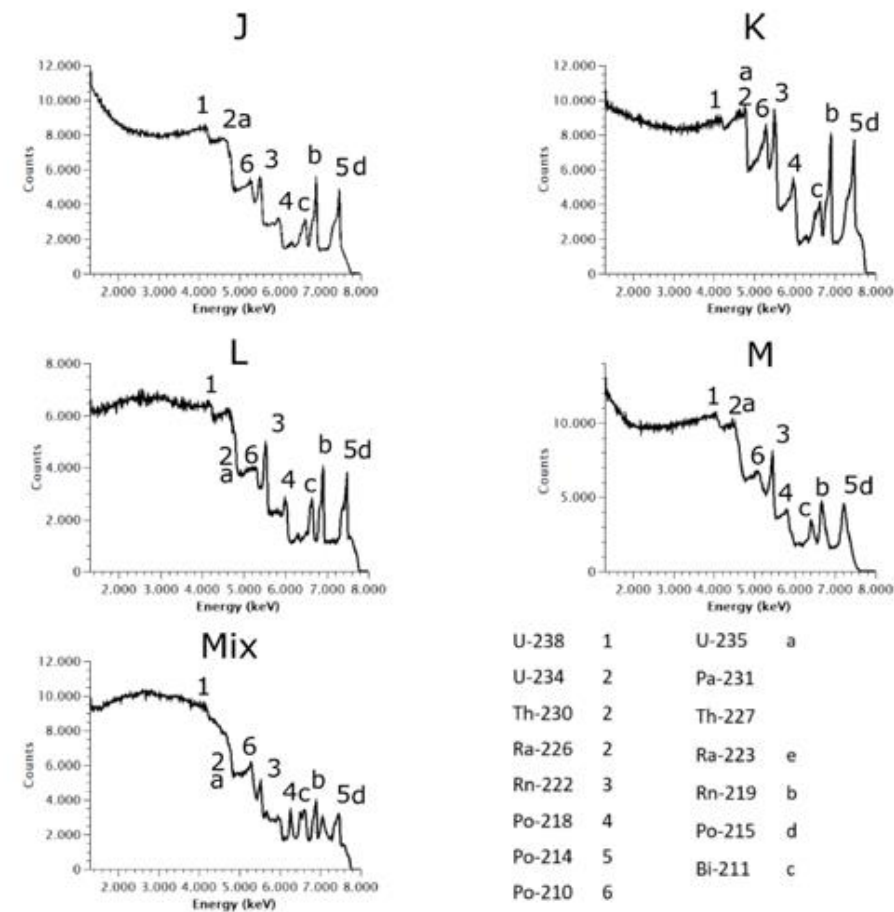 J
12.000
10.000
8.000
6.000
4.000
2.000
0
Counts
1
2a
6
3
4
c
b
5d
2.000 3.000 4.000 5.000 6.000 7.000 8.000
Energy (keV)
K
12.000
10.000
8.000
6.000
4.000
2.000
0
Counts
1
a
2
6
3
4
c
b
5d
2.000 3.000 4.000 5.000 6.000 7.000 8.000
Energy (keV)
L
8.000
6.000
4.000
2.000
0
Counts
1
2
a
6
3
4
c
b
5d
2.000 3.000 4.000 5.000 6.000 7.000 8.000
Energy (keV)
M
10.000
5.000
0
Counts
1
2a
6
3
4
c
b
5d
2.000 3.000 4.000 5.000 6.000 7.000 8.000
Energy (keV)
Mix
12.000
10.000
8.000
6.000
4.000
2.000
0
Counts
1
2
a
6
3
4c
b
5d
2.000 3.000 4.000 5.000 6.000 7.000 8.000
Energy (keV)
U-238 1
U-234 2
Th-230 2
Ra-226 2
Rn-222 3
Po-218 4
Po-214 5
Po-210 6
U-235 a
Pa-231
Th-227
Ra-223 e
Rn-219 b
Po-215 d
Bi-211 c